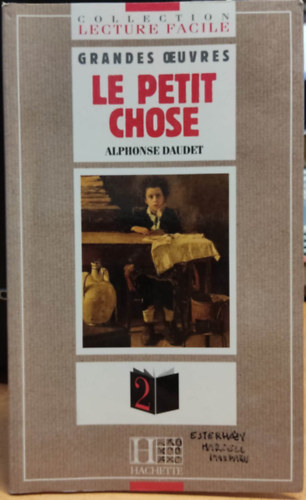 COLLECTION
LECTURE FACILE
GRANDES ŒUVRES
LE PETIT
CHOSE
ALPHONSE DAUDET
2
H
HACHETTE